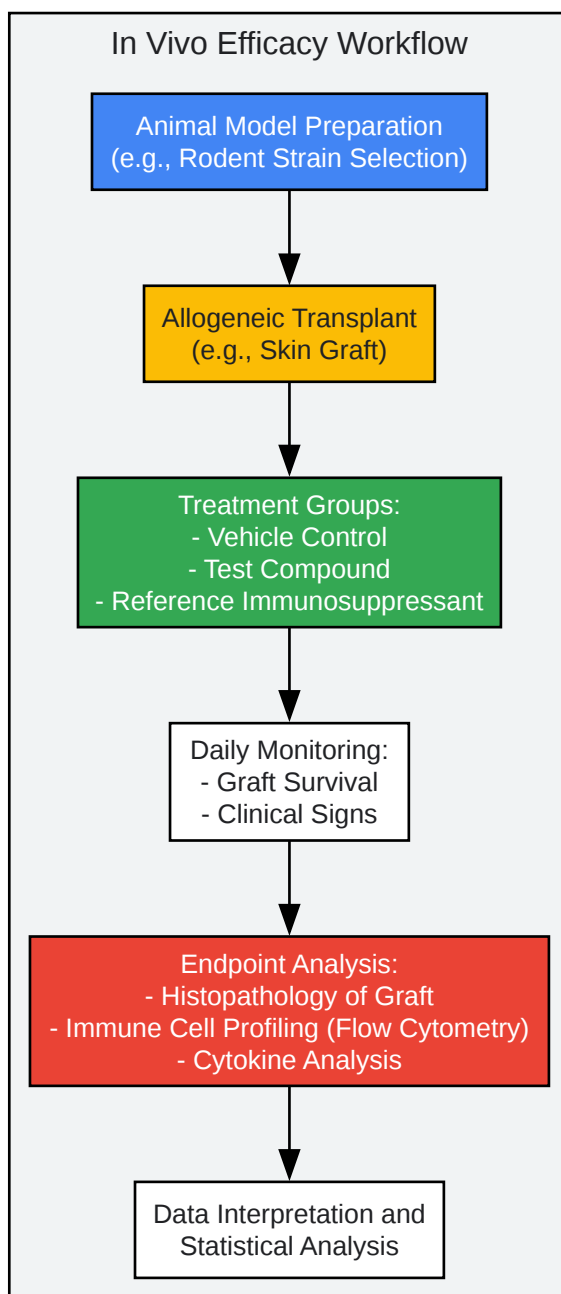 In Vivo Efficacy Workflow
Animal Model Preparation
(e.g., Rodent Strain Selection)
Allogeneic Transplant
(e.g., Skin Graft)
Treatment Groups:
- Vehicle Control
- Test Compound
- Reference Immunosuppressant
Daily Monitoring:
- Graft Survival
- Clinical Signs
Endpoint Analysis:
- Histopathology of Graft
- Immune Cell Profiling (Flow Cytometry)
- Cytokine Analysis
Data Interpretation and
Statistical Analysis